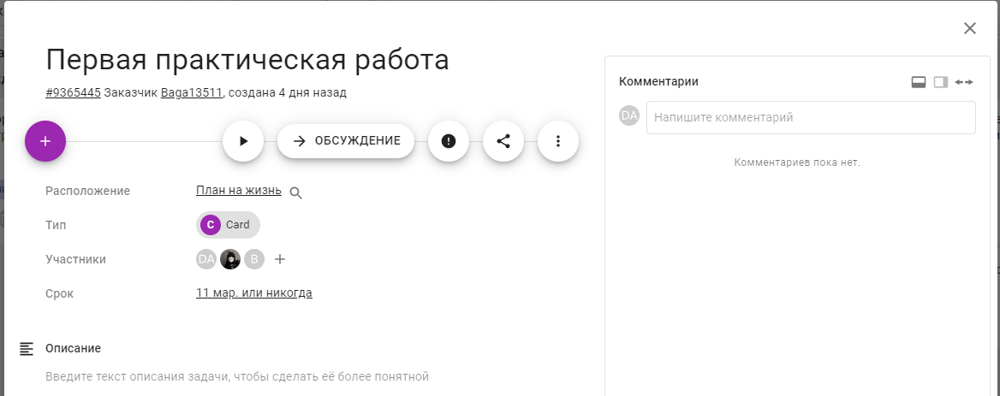 Первая практическая работа
#9365445 Заказчик Baga13511, создана 4 дня назад
ОБСУЖДЕНИЕ
Расположение План на жизнь
Тип C Card
Участники DA B
Срок 11 мар. или никогда
Описание
Введите текст описания задачи, чтобы сделать её более понятной
Комментарии
DA Напишите комментарий
Комментариев пока нет.